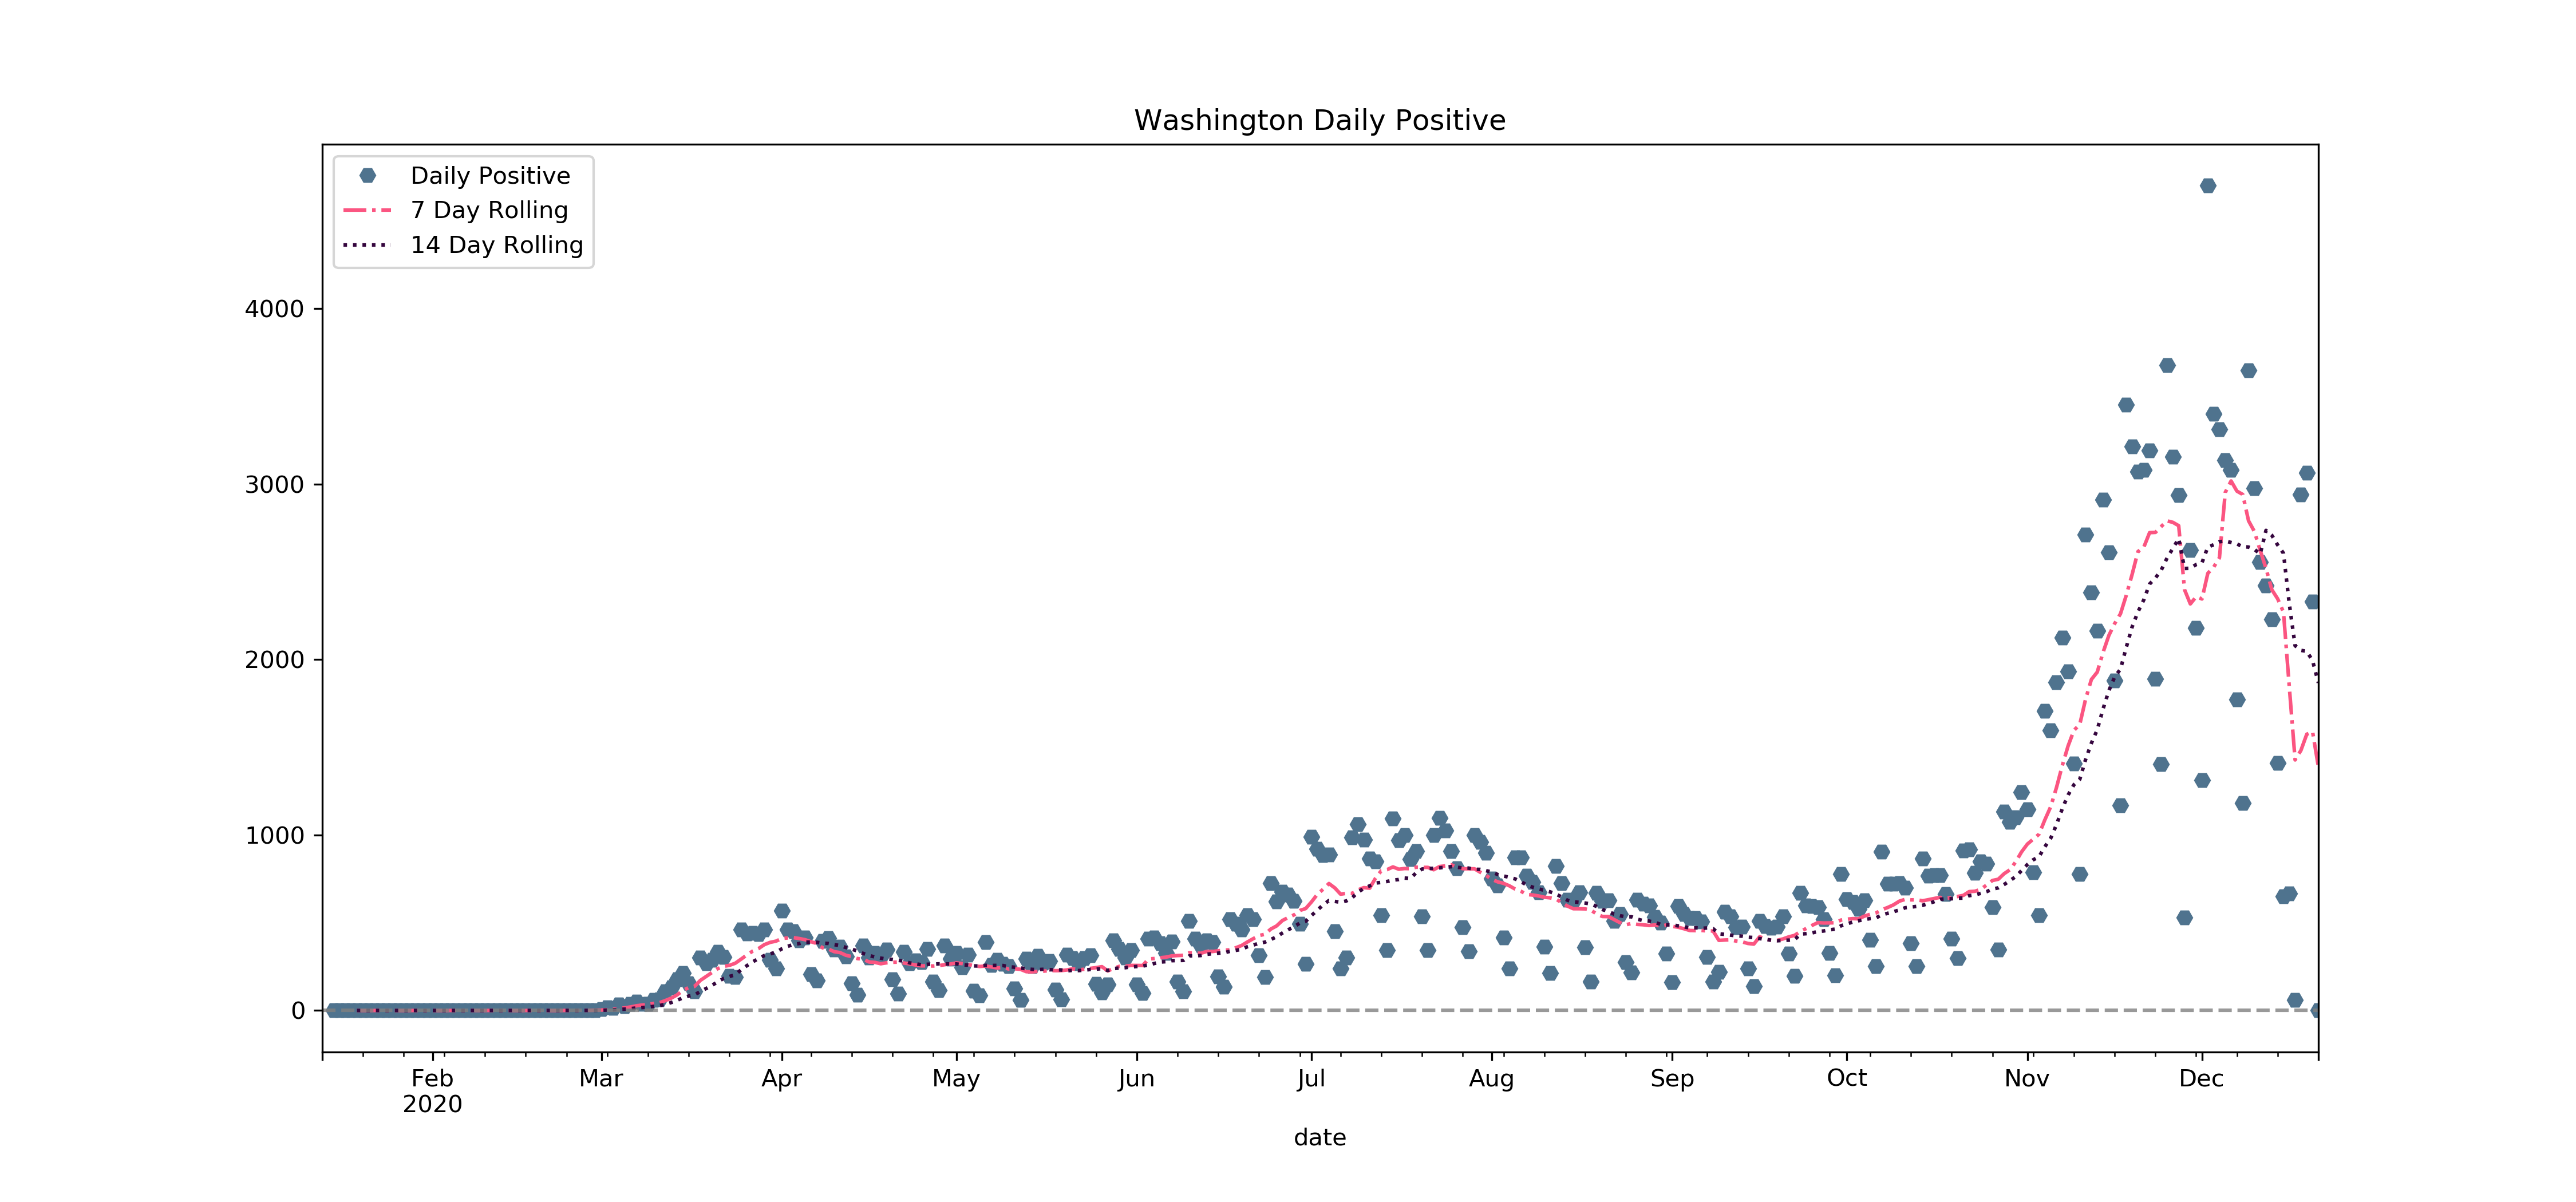 Washington Daily Positive
Daily Positive
7 Day Rolling
14 Day Rolling
4000
3000
2000
1000
0
Feb Mar Apr May Jun Jul Aug Sep Oct Nov Dec
2020
date